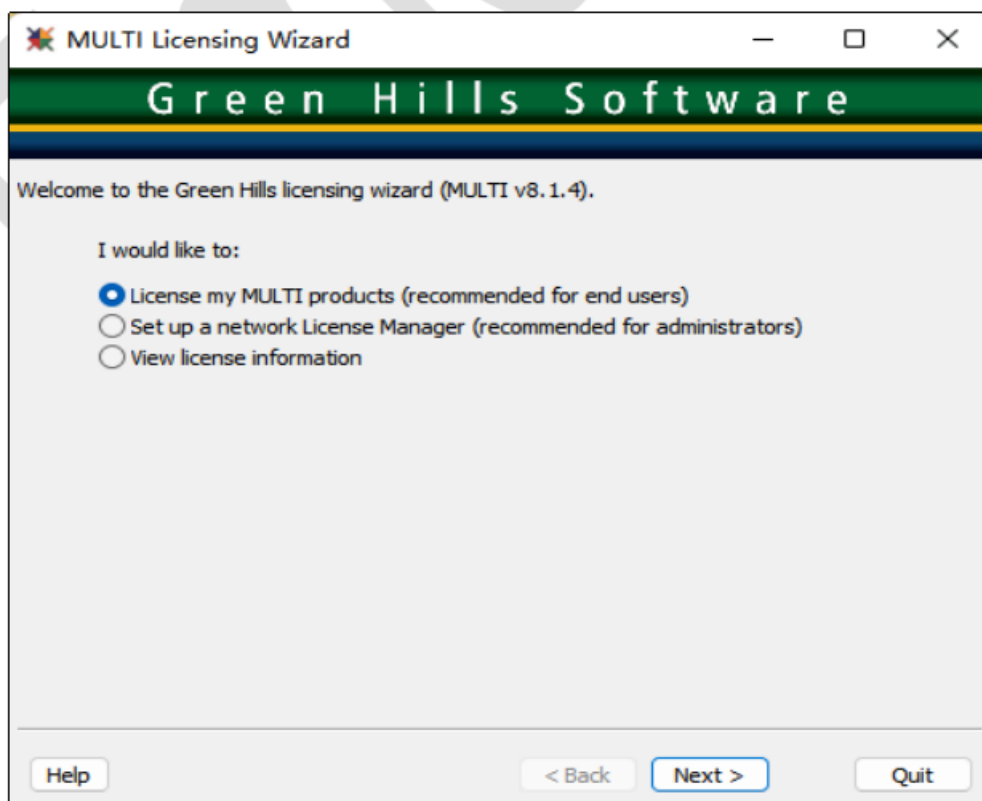 MULTI Licensing Wizard
Green Hills Software
Welcome to the Green Hills licensing wizard (MULTI v8.1.4).
I would like to:
License my MULTI products (recommended for end users)
Set up a network License Manager (recommended for administrators)
View license information
Help < Back Next > Quit